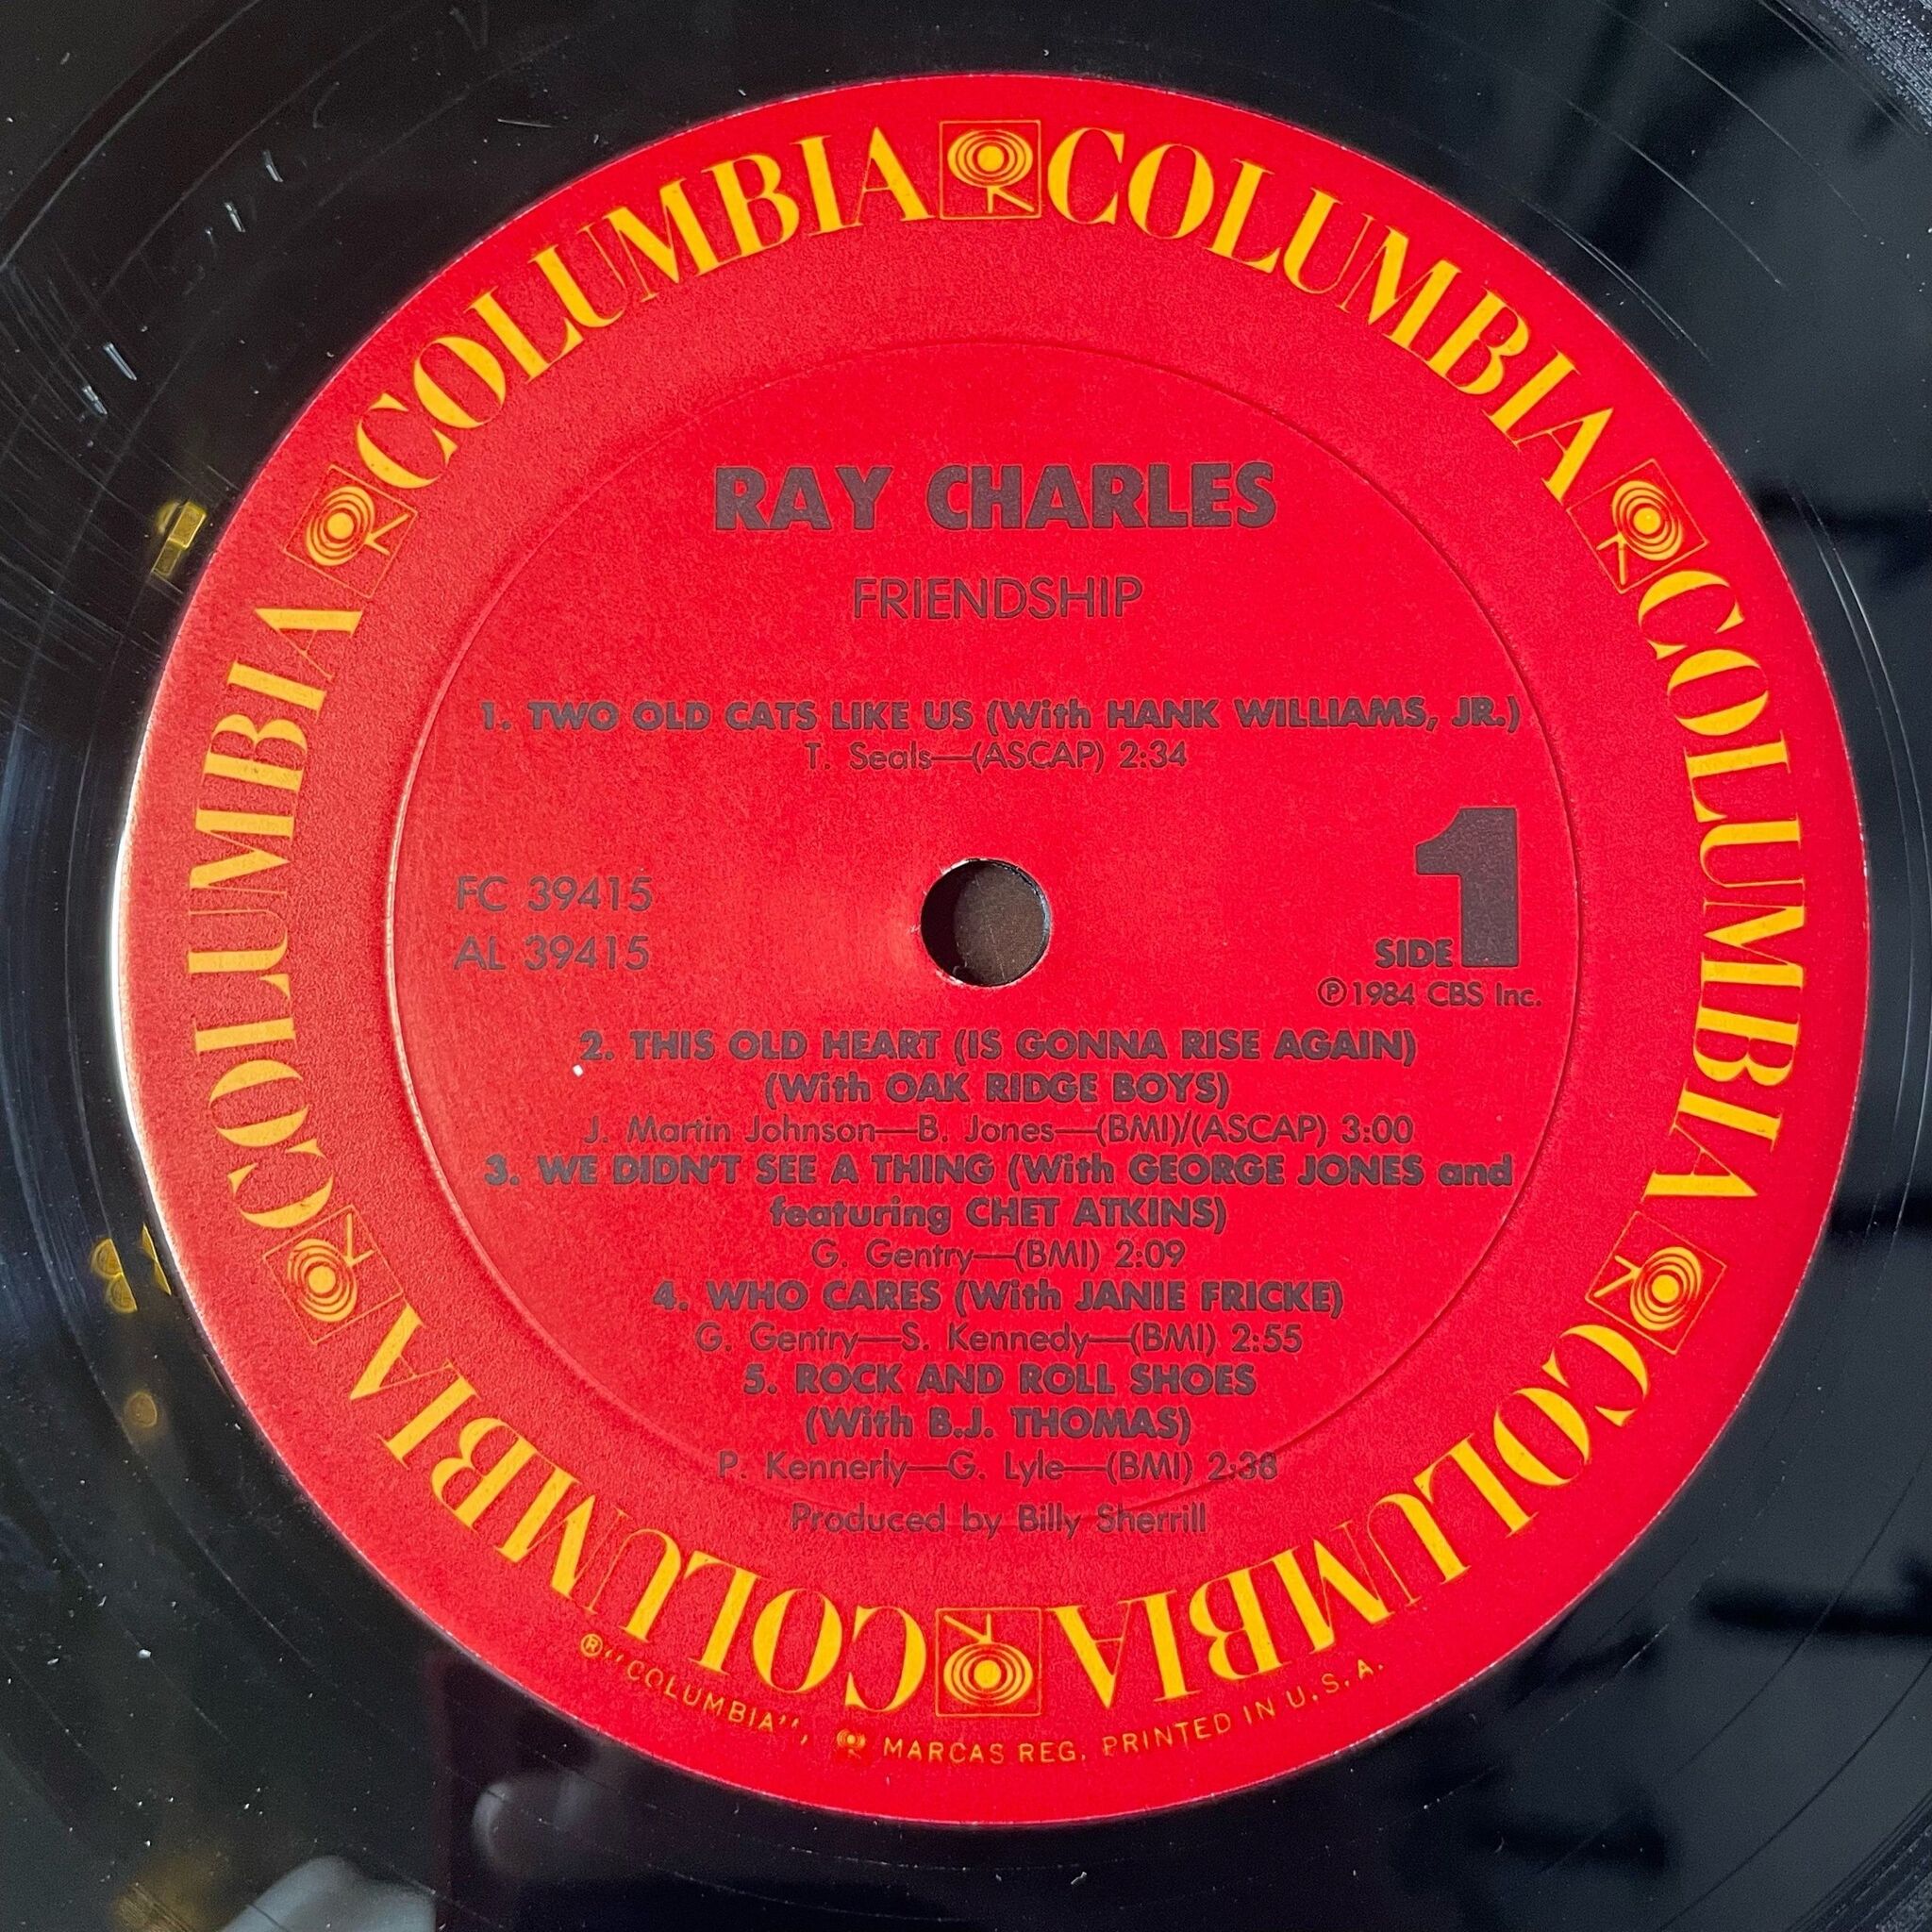 COLUMBIA COLUMBIA COLUMBIA COLUMBIA COLUMBIA COLUMBIA COLUMBIA COLUMBIA
RAY CHARLES
FRIENDSHIP
1. TWO OLD CATS LIKE US (With HANK WILLIAMS, JR.)
T. Seals—(ASCAP) 2:34
FC 39415
AL 39415
SIDE 1
℗1984 CBS Inc.
2. THIS OLD HEART (IS GONNA RISE AGAIN)
(With OAK RIDGE BOYS)
J. Martin Johnson—B. Jones—(BMI)/(ASCAP) 3:00
3. WE DIDN'T SEE A THING (With GEORGE JONES and
featuring CHET ATKINS)
G. Gentry—(BMI) 2:09
4. WHO CARES (With JANIE FRICKE)
G. Gentry—S. Kennedy—(BMI) 2:55
5. ROCK AND ROLL SHOES
(With B.J. THOMAS)
P. Kennerly—G. Lyle—(BMI) 2:38
Produced by Billy Sherrill
®"COLUMBIA", MARCAS REG. PRINTED IN U.S.A.